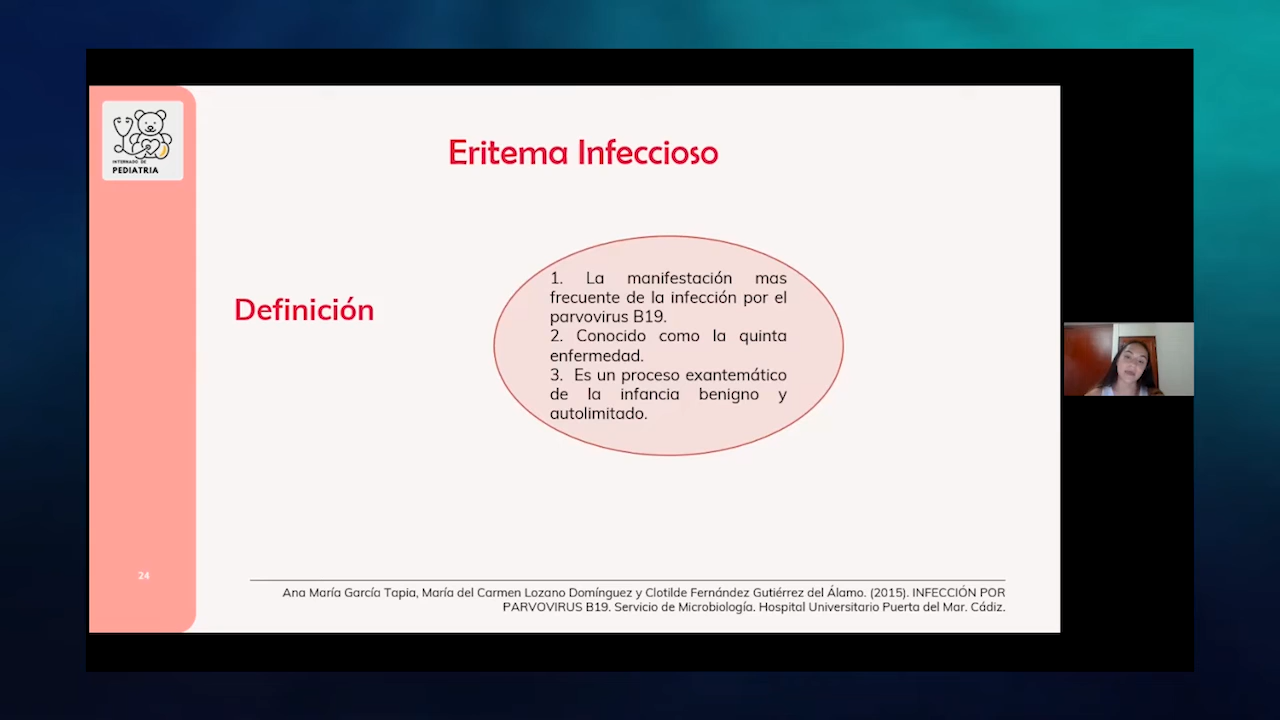 INTERNADO DE
PEDIATRIA
Eritema Infeccioso
Definición
1. La manifestación mas
frecuente de la infección por el
parvovirus B19.
2. Conocido como la quinta
enfermedad.
3. Es un proceso exantemático
de la infancia benigno y
autolimitado.
24
Ana María García Tapia, María del Carmen Lozano Domínguez y Clotilde Fernández Gutiérrez del Álamo. (2015). INFECCIÓN POR
PARVOVIRUS B19. Servicio de Microbiología. Hospital Universitario Puerta del Mar. Cádiz.